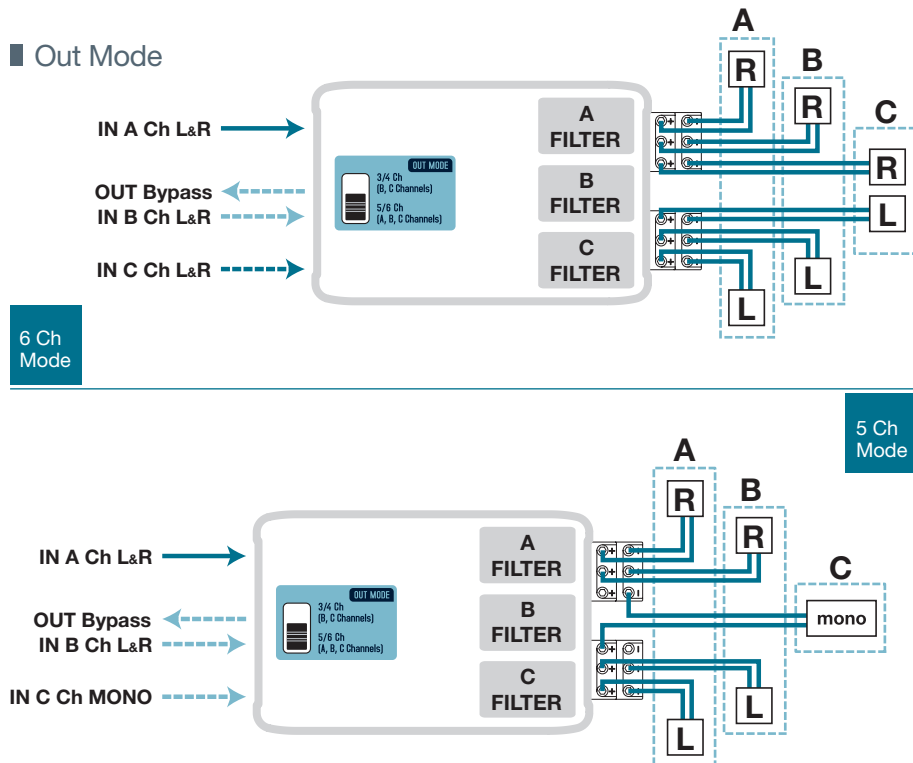 Out Mode
A
B
C
R
R
R
L
L
L
IN A Ch L&R
OUT Bypass
IN B Ch L&R
IN C Ch L&R
OUT MODE
3/4 Ch
(B, C Channels)
5/6 Ch
(A, B, C Channels)
A
FILTER
B
FILTER
C
FILTER
+ -
+ -
+ -
+ -
+ -
+ -
6 Ch
Mode
5 Ch
Mode
A
B
C
R
R
mono
L
L
IN A Ch L&R
OUT Bypass
IN B Ch L&R
IN C Ch MONO
OUT MODE
3/4 Ch
(B, C Channels)
5/6 Ch
(A, B, C Channels)
A
FILTER
B
FILTER
C
FILTER
+ -
+ -
+ -
+ -
+ -
+ -